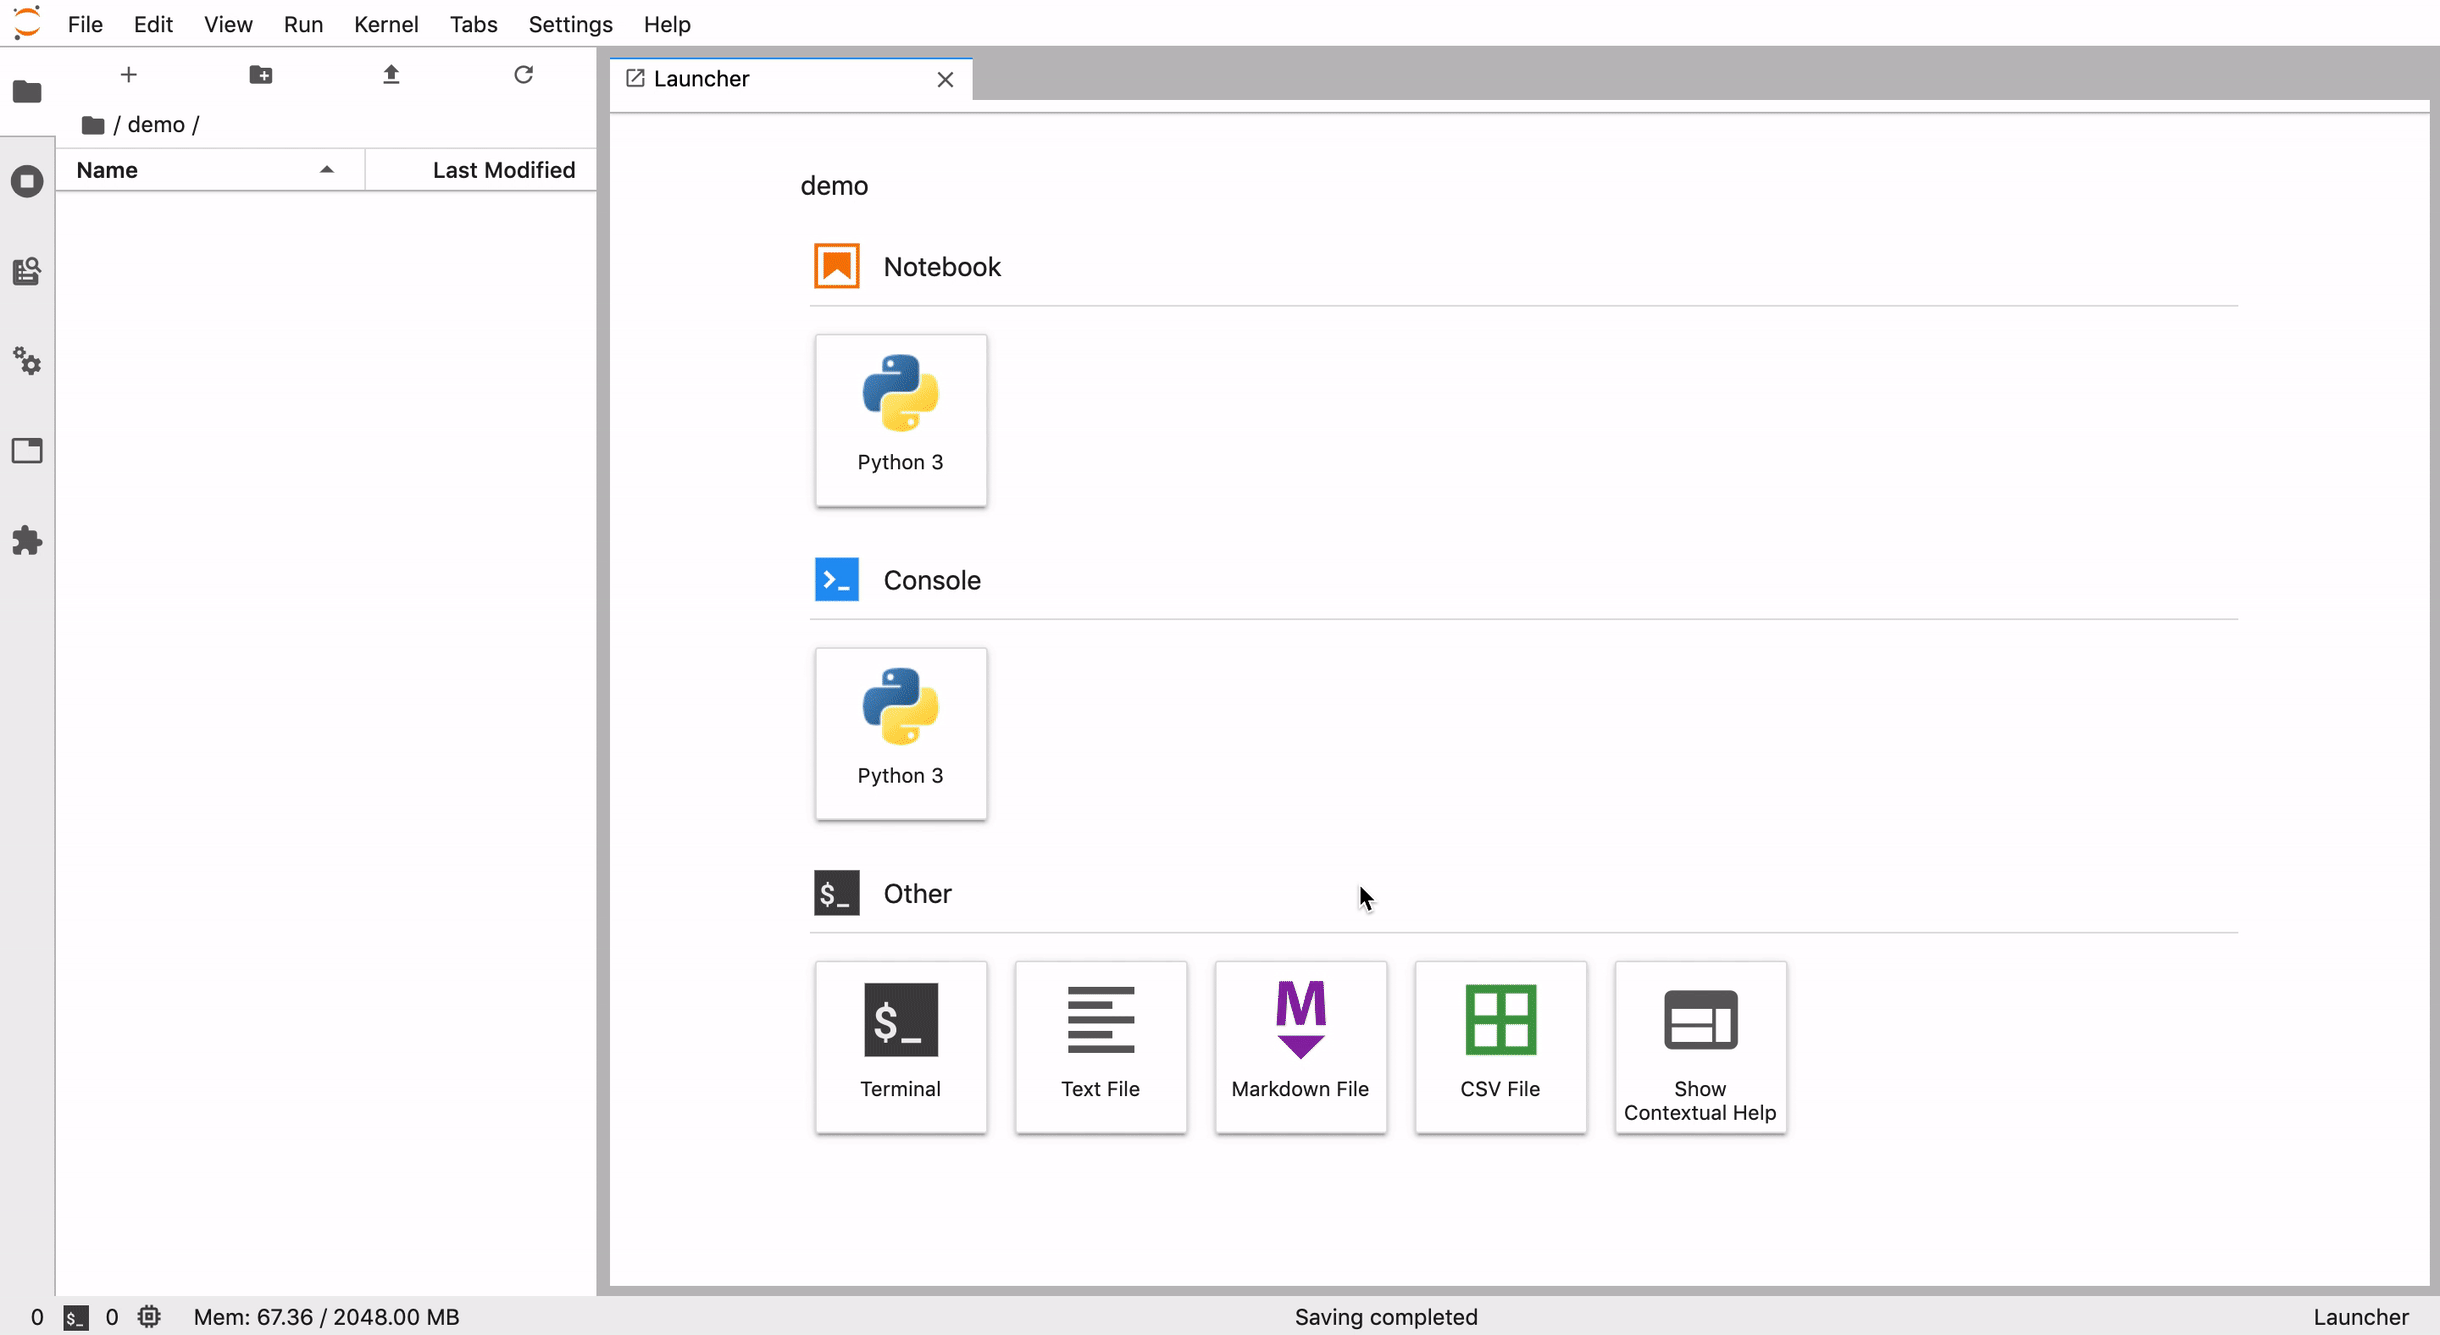 File Edit View Run Kernel Tabs Settings Help
Launcher
/ demo /
Name Last Modified
demo
Notebook
Python 3
Console
Python 3
$_ Other
$_
Terminal
Text File
M
Markdown File
CSV File
Show
Contextual Help
0 $_ 0 Mem: 67.36 / 2048.00 MB Saving completed Launcher